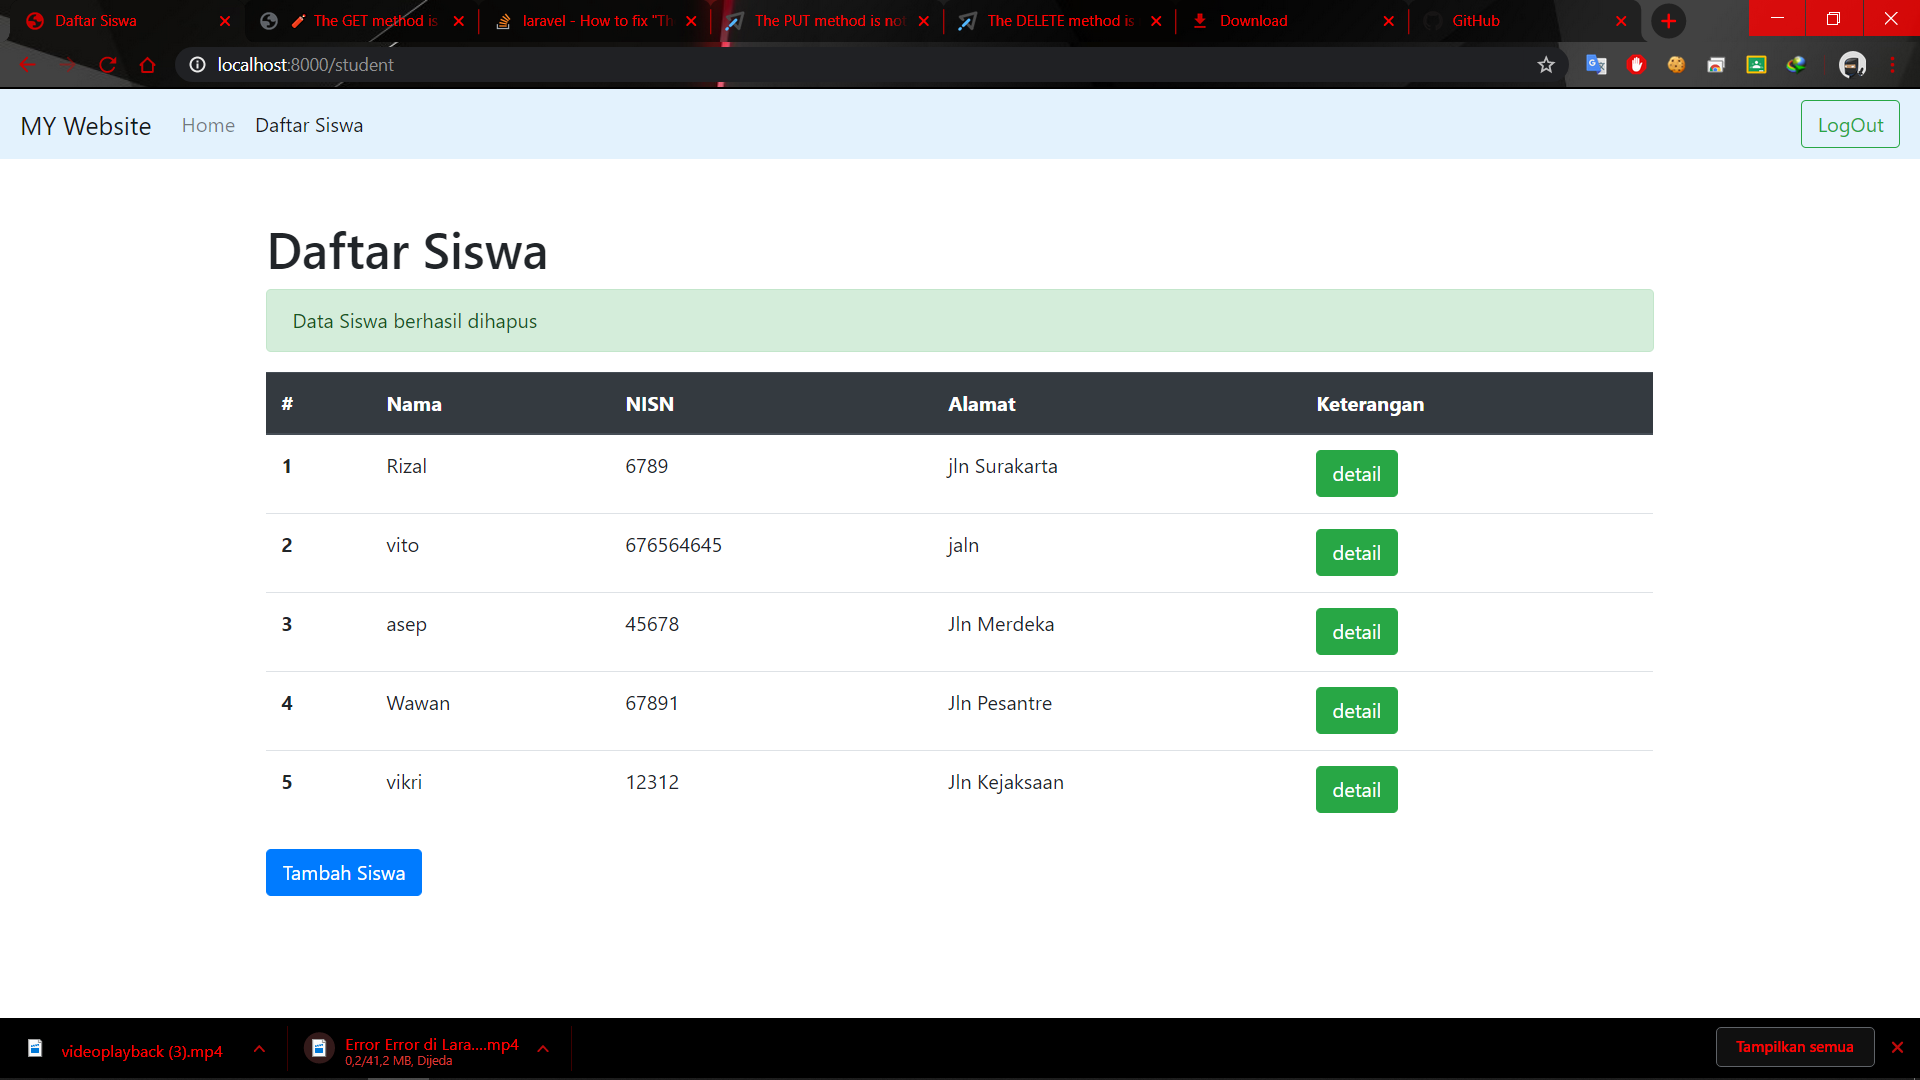 Daftar Siswa
The GET method is
laravel - How to fix "Th
The PUT method is not
The DELETE method is
Download
GitHub
localhost:8000/student
MY Website Home Daftar Siswa LogOut
Daftar Siswa
Data Siswa berhasil dihapus
# Nama NISN Alamat Keterangan
1 Rizal 6789 jln Surakarta detail
2 vito 676564645 jaln detail
3 asep 45678 Jln Merdeka detail
4 Wawan 67891 Jln Pesantre detail
5 vikri 12312 Jln Kejaksaan detail
Tambah Siswa
videoplayback (3).mp4
Error Error di Lara....mp4
0,2/41,2 MB, Dijeda
Tampilkan semua